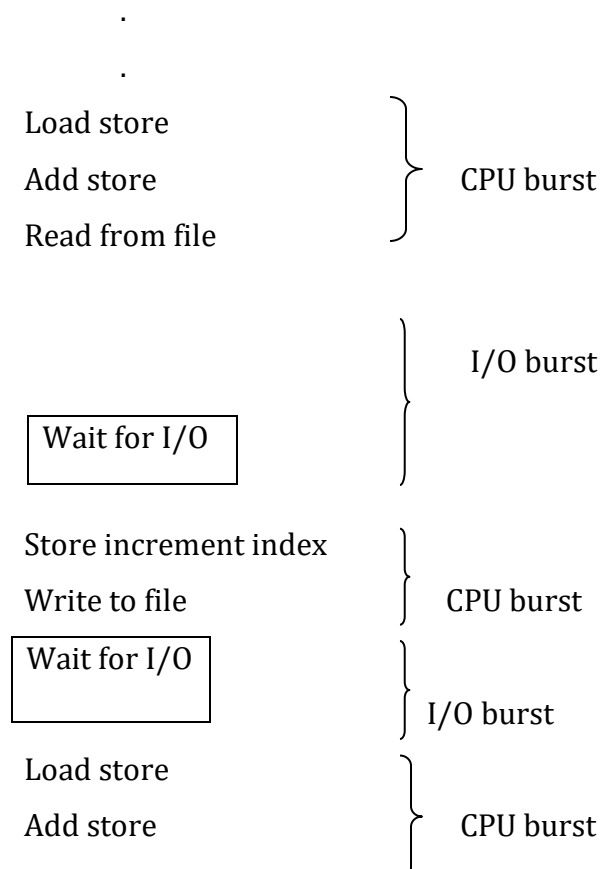 .
.
Load store
Add store CPU burst
Read from file
I/O burst
Wait for I/O
Store increment index
Write to file CPU burst
Wait for I/O
I/O burst
Load store
Add store CPU burst